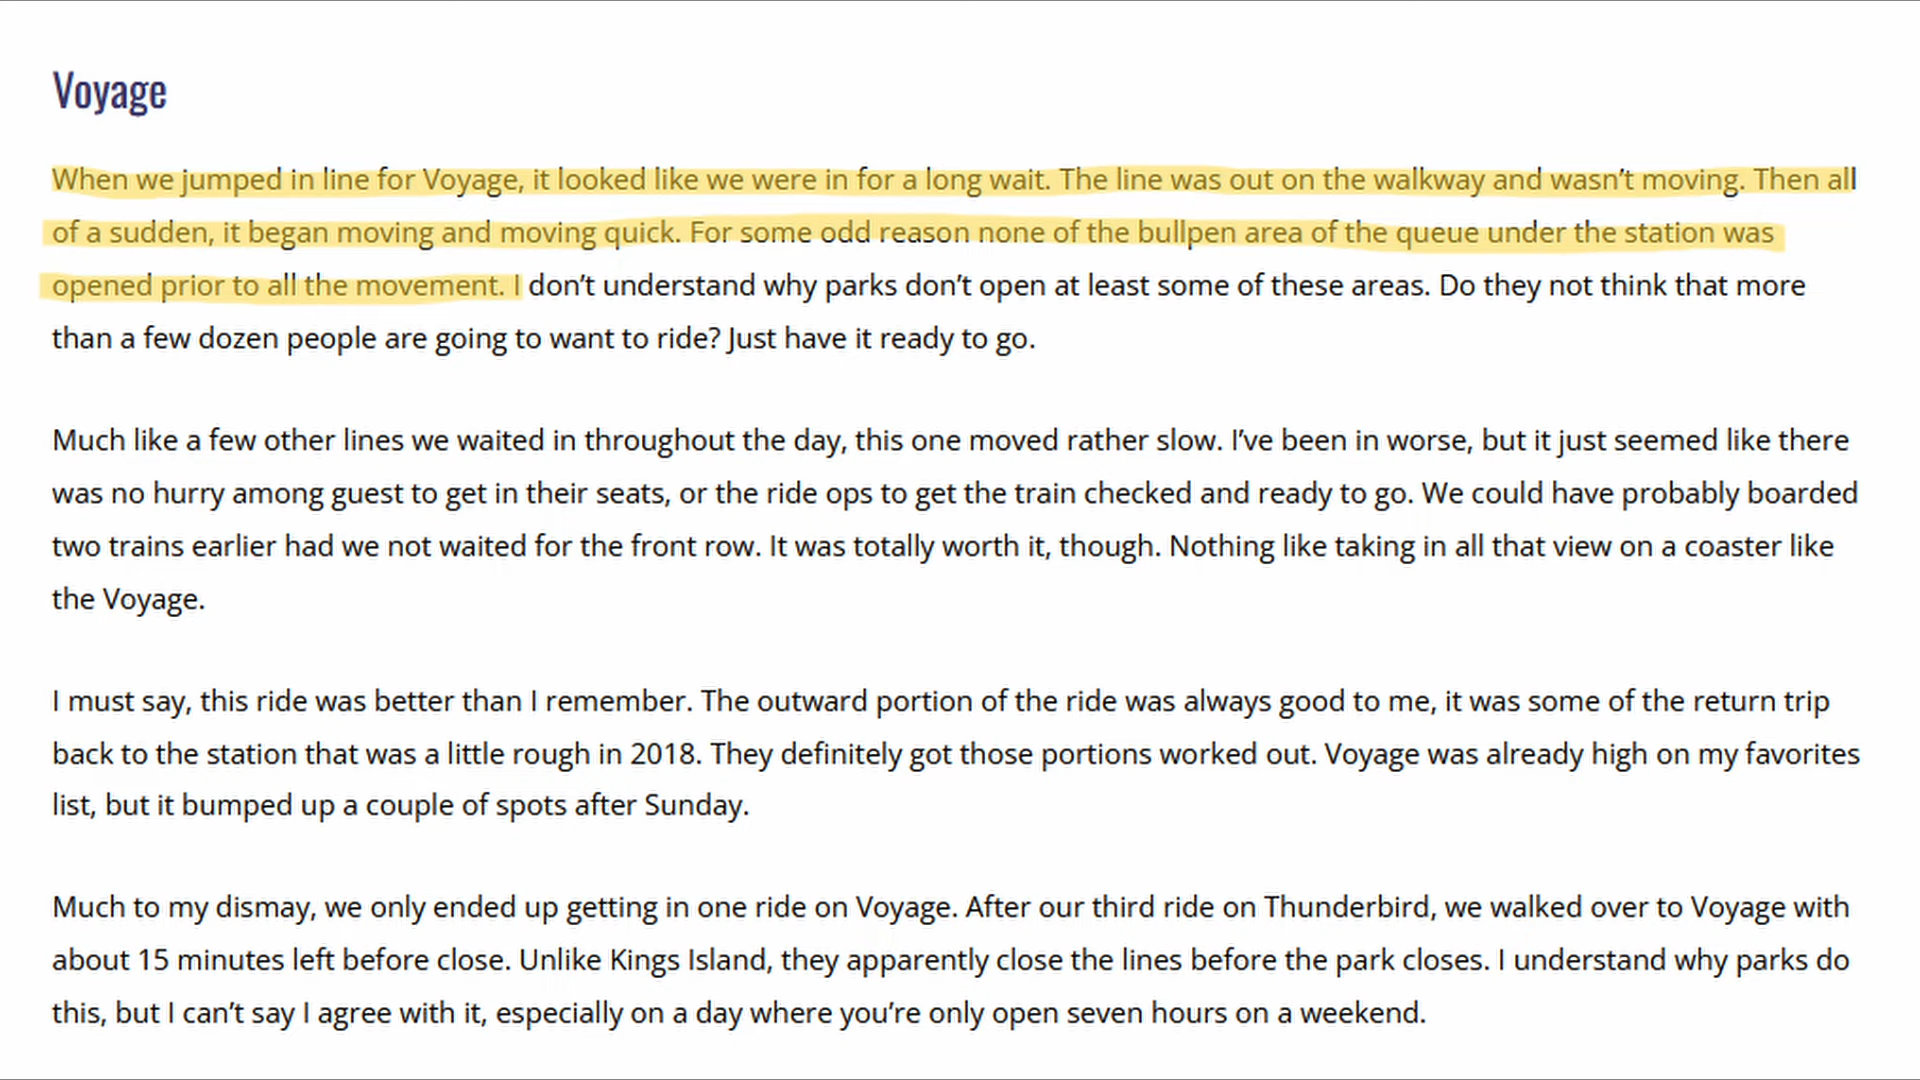 Voyage
When we jumped in line for Voyage, it looked like we were in for a long wait. The line was out on the walkway and wasn’t moving. Then all
of a sudden, it began moving and moving quick. For some odd reason none of the bullpen area of the queue under the station was
opened prior to all the movement. I don’t understand why parks don’t open at least some of these areas. Do they not think that more
than a few dozen people are going to want to ride? Just have it ready to go.
Much like a few other lines we waited in throughout the day, this one moved rather slow. I’ve been in worse, but it just seemed like there
was no hurry among guest to get in their seats, or the ride ops to get the train checked and ready to go. We could have probably boarded
two trains earlier had we not waited for the front row. It was totally worth it, though. Nothing like taking in all that view on a coaster like
the Voyage.
I must say, this ride was better than I remember. The outward portion of the ride was always good to me, it was some of the return trip
back to the station that was a little rough in 2018. They definitely got those portions worked out. Voyage was already high on my favorites
list, but it bumped up a couple of spots after Sunday.
Much to my dismay, we only ended up getting in one ride on Voyage. After our third ride on Thunderbird, we walked over to Voyage with
about 15 minutes left before close. Unlike Kings Island, they apparently close the lines before the park closes. I understand why parks do
this, but I can’t say I agree with it, especially on a day where you’re only open seven hours on a weekend.